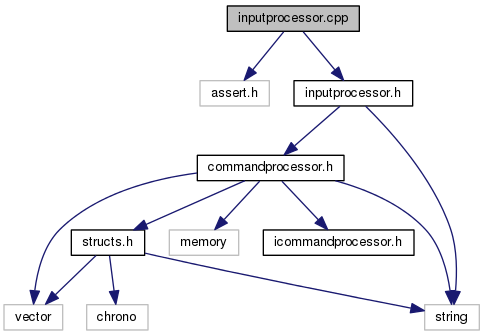 inputprocessor.cpp
assert.h
inputprocessor.h
commandprocessor.h
structs.h
memory
icommandprocessor.h
vector
chrono
string